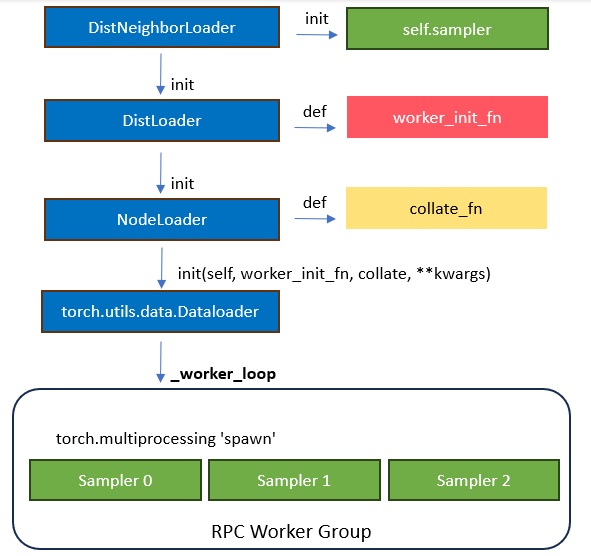 DistNeighborLoader
init
self.sampler
init
DistLoader
def
worker_init_fn
init
NodeLoader
def
collate_fn
init(self, worker_init_fn, collate, **kwargs)
torch.utils.data.Dataloader
_worker_loop
torch.multiprocessing 'spawn'
Sampler 0
Sampler 1
Sampler 2
RPC Worker Group